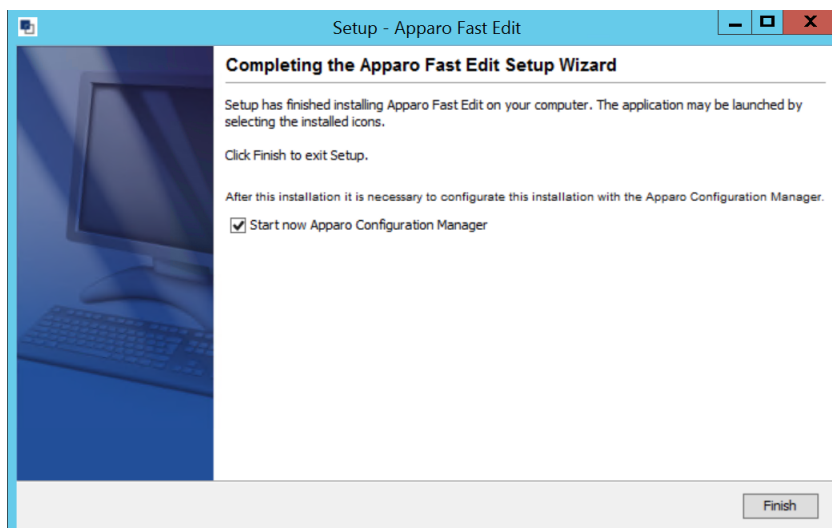 Setup - Apparo Fast Edit
Completing the Apparo Fast Edit Setup Wizard
Setup has finished installing Apparo Fast Edit on your computer. The application may be launched by
selecting the installed icons.
Click Finish to exit Setup.
After this installation it is necessary to configurate this installation with the Apparo Configuration Manager.
Start now Apparo Configuration Manager
Finish